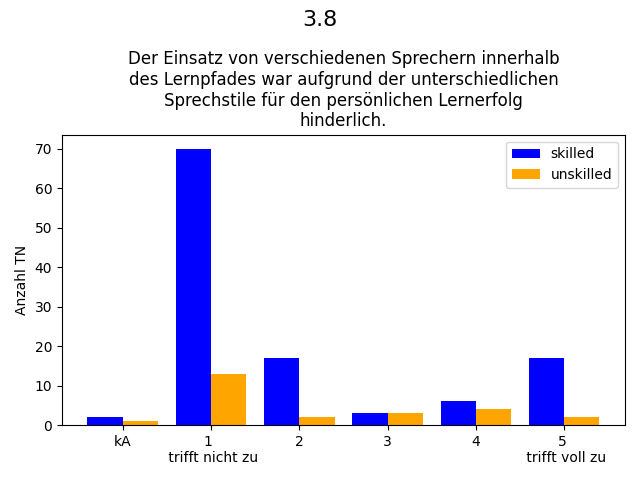 3.8
Der Einsatz von verschiedenen Sprechern innerhalb
des Lernpfades war aufgrund der unterschiedlichen
Sprechstile für den persönlichen Lernerfolg
hinderlich.
skilled
unskilled
Anzahl TN
70
60
50
40
30
20
10
0
kA 1 2 3 4 5
trifft nicht zu trifft voll zu